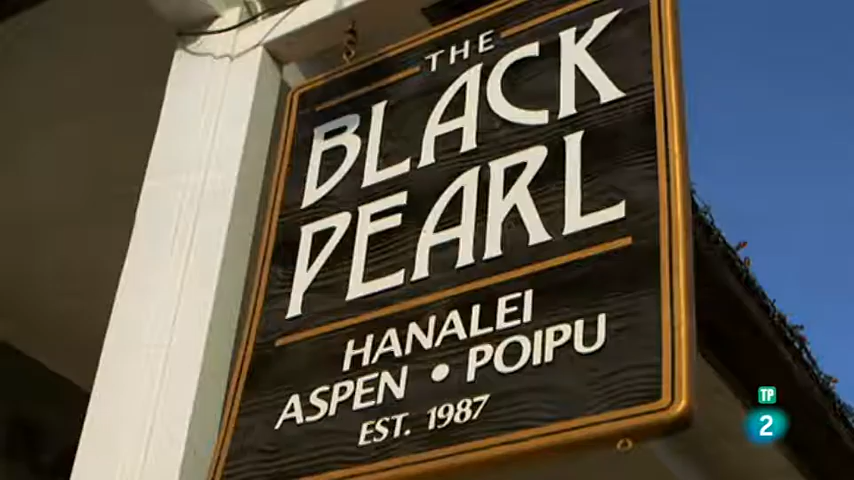 THE
BLACK
PEARL
HANALEI
ASPEN • POIPU
EST. 1987
TP
2